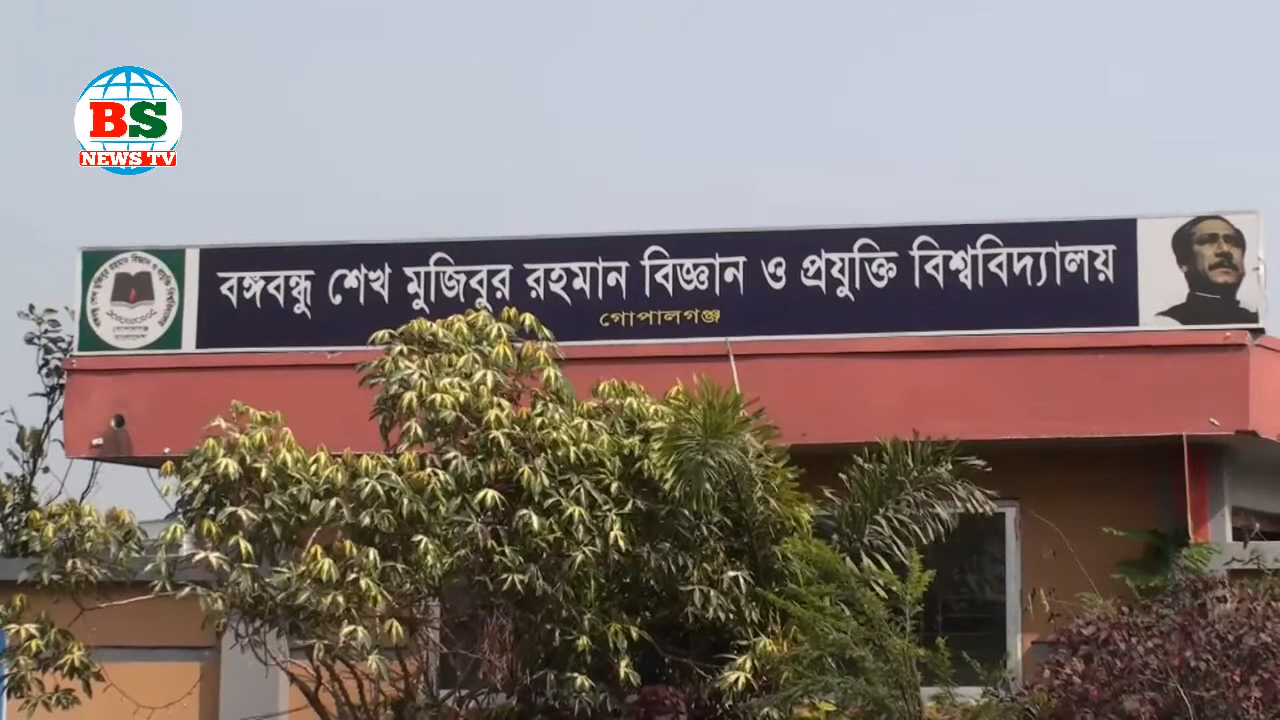 BS
NEWS TV
বঙ্গবন্ধু শেখ মুজিবুর রহমান বিজ্ঞান ও প্রযুক্তি বিশ্ববিদ্যালয়
গোপালগঞ্জ